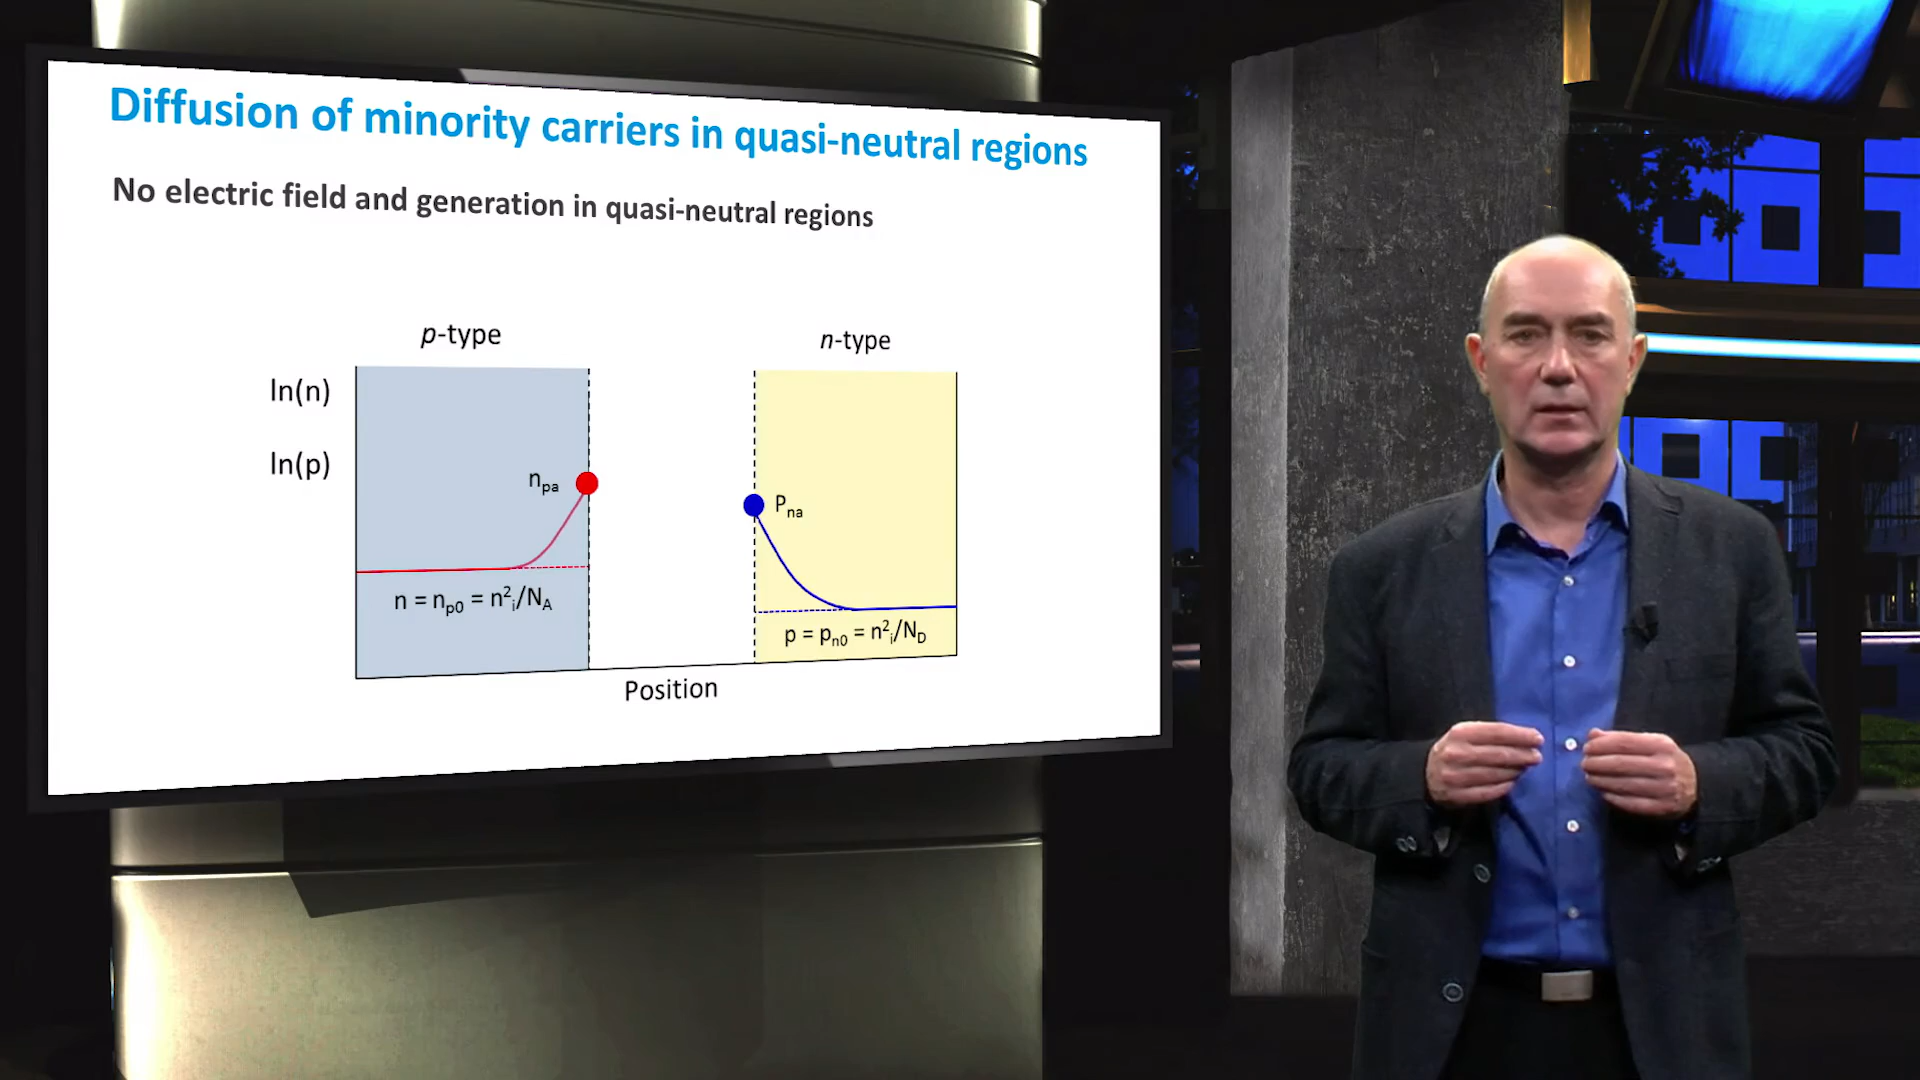 Diffusion of minority carriers in quasi-neutral regions
No electric field and generation in quasi-neutral regions
p-type
n-type
ln(n)
ln(p)
n_pa
P_na
n = n_p0 = n²_i/N_A
p = p_n0 = n²_i/N_D
Position